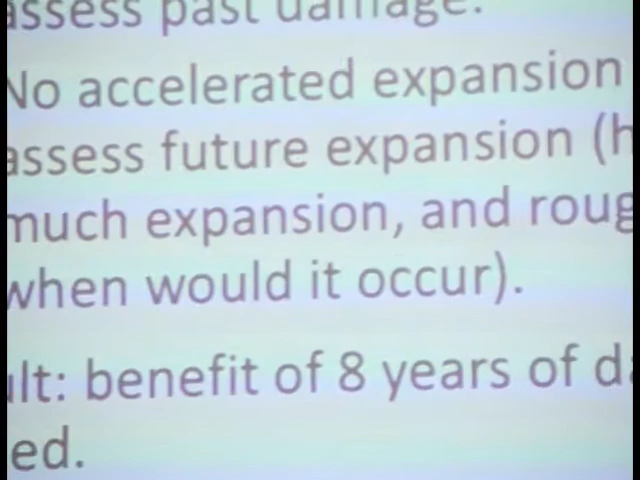 assess past damage.
No accelerated expansion
assess future expansion (h
much expansion, and roug
when would it occur).
ult: benefit of 8 years of d
ed.